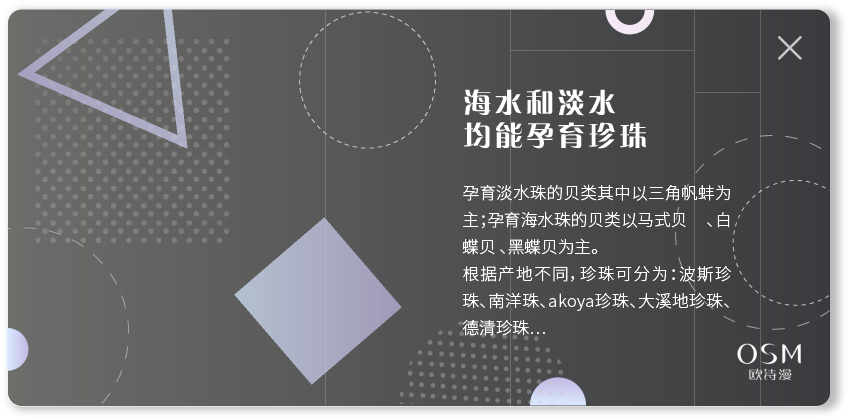 海水和淡水
均能孕育珍珠
孕育淡水珠的贝类其中以三角帆蚌为
主；孕育海水珠的贝类以马式贝 、白
蝶贝、黑蝶贝为主。
根据产地不同，珍珠可分为：波斯珍
珠、南洋珠、akoya珍珠、大溪地珍珠、
德清珍珠...
OSM
欧诗漫